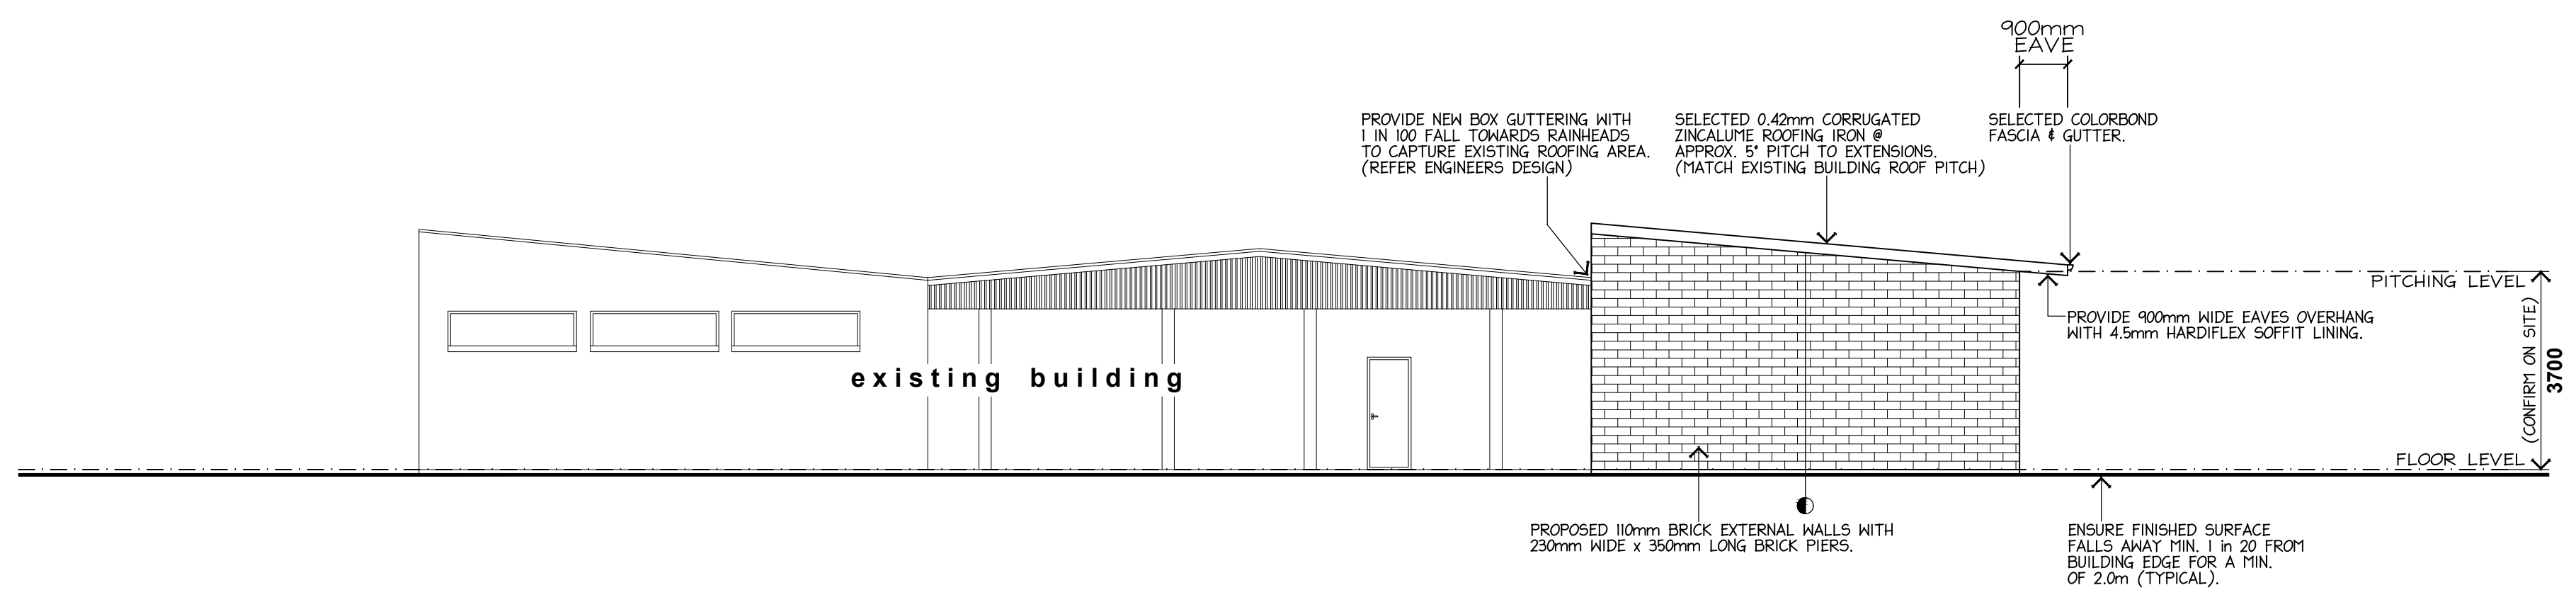 900mm
EAVE
PROVIDE NEW BOX GUTTERING WITH
1 IN 100 FALL TOWARDS RAINHEADS
TO CAPTURE EXISTING ROOFING AREA.
(REFER ENGINEERS DESIGN)
SELECTED 0.42mm CORRUGATED
ZINCALUME ROOFING IRON @
APPROX. 5° PITCH TO EXTENSIONS.
(MATCH EXISTING BUILDING ROOF PITCH)
SELECTED COLORBOND
FASCIA & GUTTER.
PITCHING LEVEL
PROVIDE 900mm WIDE EAVES OVERHANG
WITH 4.5mm HARDIFLEX SOFFIT LINING.
(CONFIRM ON SITE)
3700
existing building
FLOOR LEVEL
PROPOSED 110mm BRICK EXTERNAL WALLS WITH
230mm WIDE x 350mm LONG BRICK PIERS.
ENSURE FINISHED SURFACE
FALLS AWAY MIN. 1 in 20 FROM
BUILDING EDGE FOR A MIN.
OF 2.0m (TYPICAL).